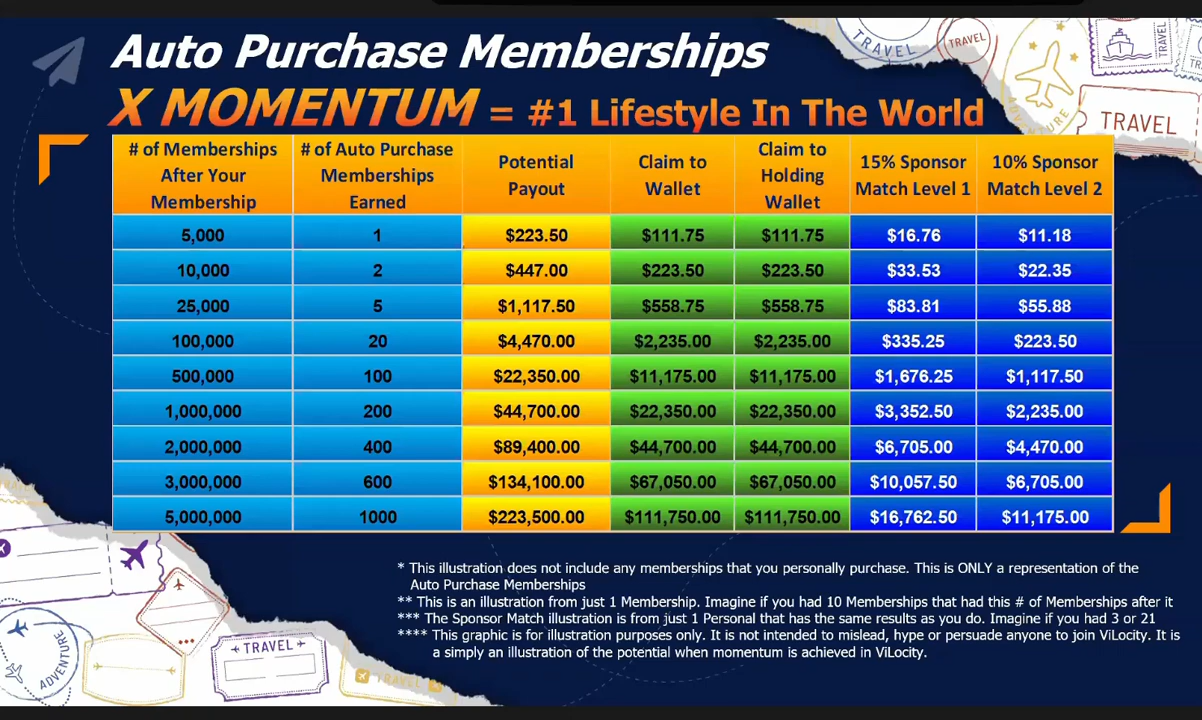 Auto Purchase Memberships
X MOMENTUM = #1 Lifestyle In The World
# of Memberships After Your Membership | # of Auto Purchase Memberships Earned | Potential Payout | Claim to Wallet | Claim to Holding Wallet | 15% Sponsor Match Level 1 | 10% Sponsor Match Level 2
5,000 | 1 | $223.50 | $111.75 | $111.75 | $16.76 | $11.18
10,000 | 2 | $447.00 | $223.50 | $223.50 | $33.53 | $22.35
25,000 | 5 | $1,117.50 | $558.75 | $558.75 | $83.81 | $55.88
100,000 | 20 | $4,470.00 | $2,235.00 | $2,235.00 | $335.25 | $223.50
500,000 | 100 | $22,350.00 | $11,175.00 | $11,175.00 | $1,676.25 | $1,117.50
1,000,000 | 200 | $44,700.00 | $22,350.00 | $22,350.00 | $3,352.50 | $2,235.00
2,000,000 | 400 | $89,400.00 | $44,700.00 | $44,700.00 | $6,705.00 | $4,470.00
3,000,000 | 600 | $134,100.00 | $67,050.00 | $67,050.00 | $10,057.50 | $6,705.00
5,000,000 | 1000 | $223,500.00 | $111,750.00 | $111,750.00 | $16,762.50 | $11,175.00
* This illustration does not include any memberships that you personally purchase. This is ONLY a representation of the
Auto Purchase Memberships
** This is an illustration from just 1 Membership. Imagine if you had 10 Memberships that had this # of Memberships after it
*** The Sponsor Match illustration is from just 1 Personal that has the same results as you do. Imagine if you had 3 or 21
**** This graphic is for illustration purposes only. It is not intended to mislead, hype or persuade anyone to join ViLocity. It is
a simply an illustration of the potential when momentum is achieved in ViLocity.
TRAVEL
TRAVEL
TRAVEL
ADVENTURE
TRAVEL
ADVENTURE
TRAVEL
TRAVEL